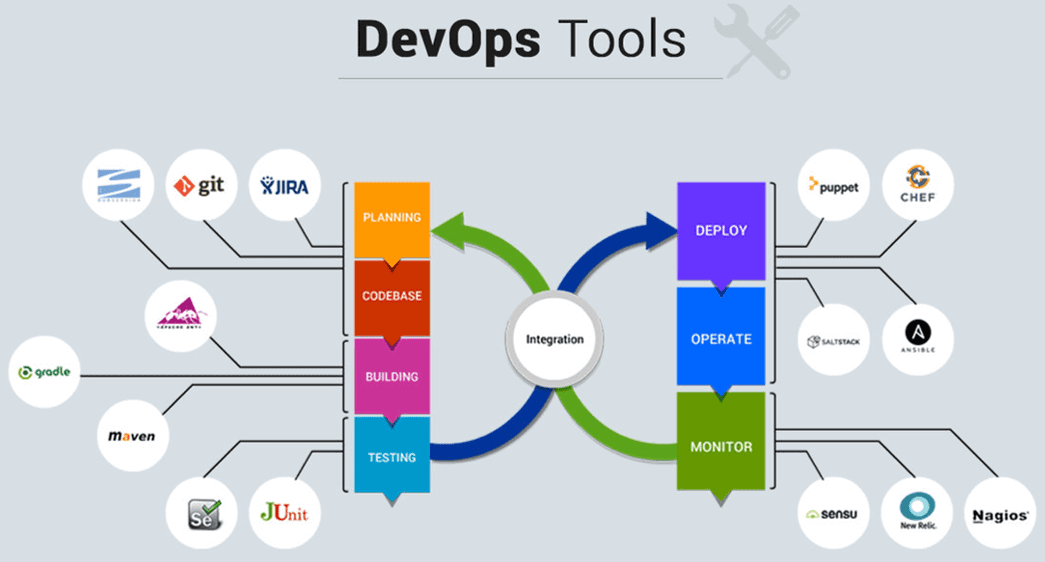 DevOps Tools
SUBVERSION
git
JIRA
PLANNING
CODEBASE
APACHE ANT
gradle
BUILDING
maven
TESTING
Se
JUnit
Integration
DEPLOY
OPERATE
MONITOR
puppet
CHEF
SALTSTACK
A
ANSIBLE
sensu
New Relic.
Nagios®